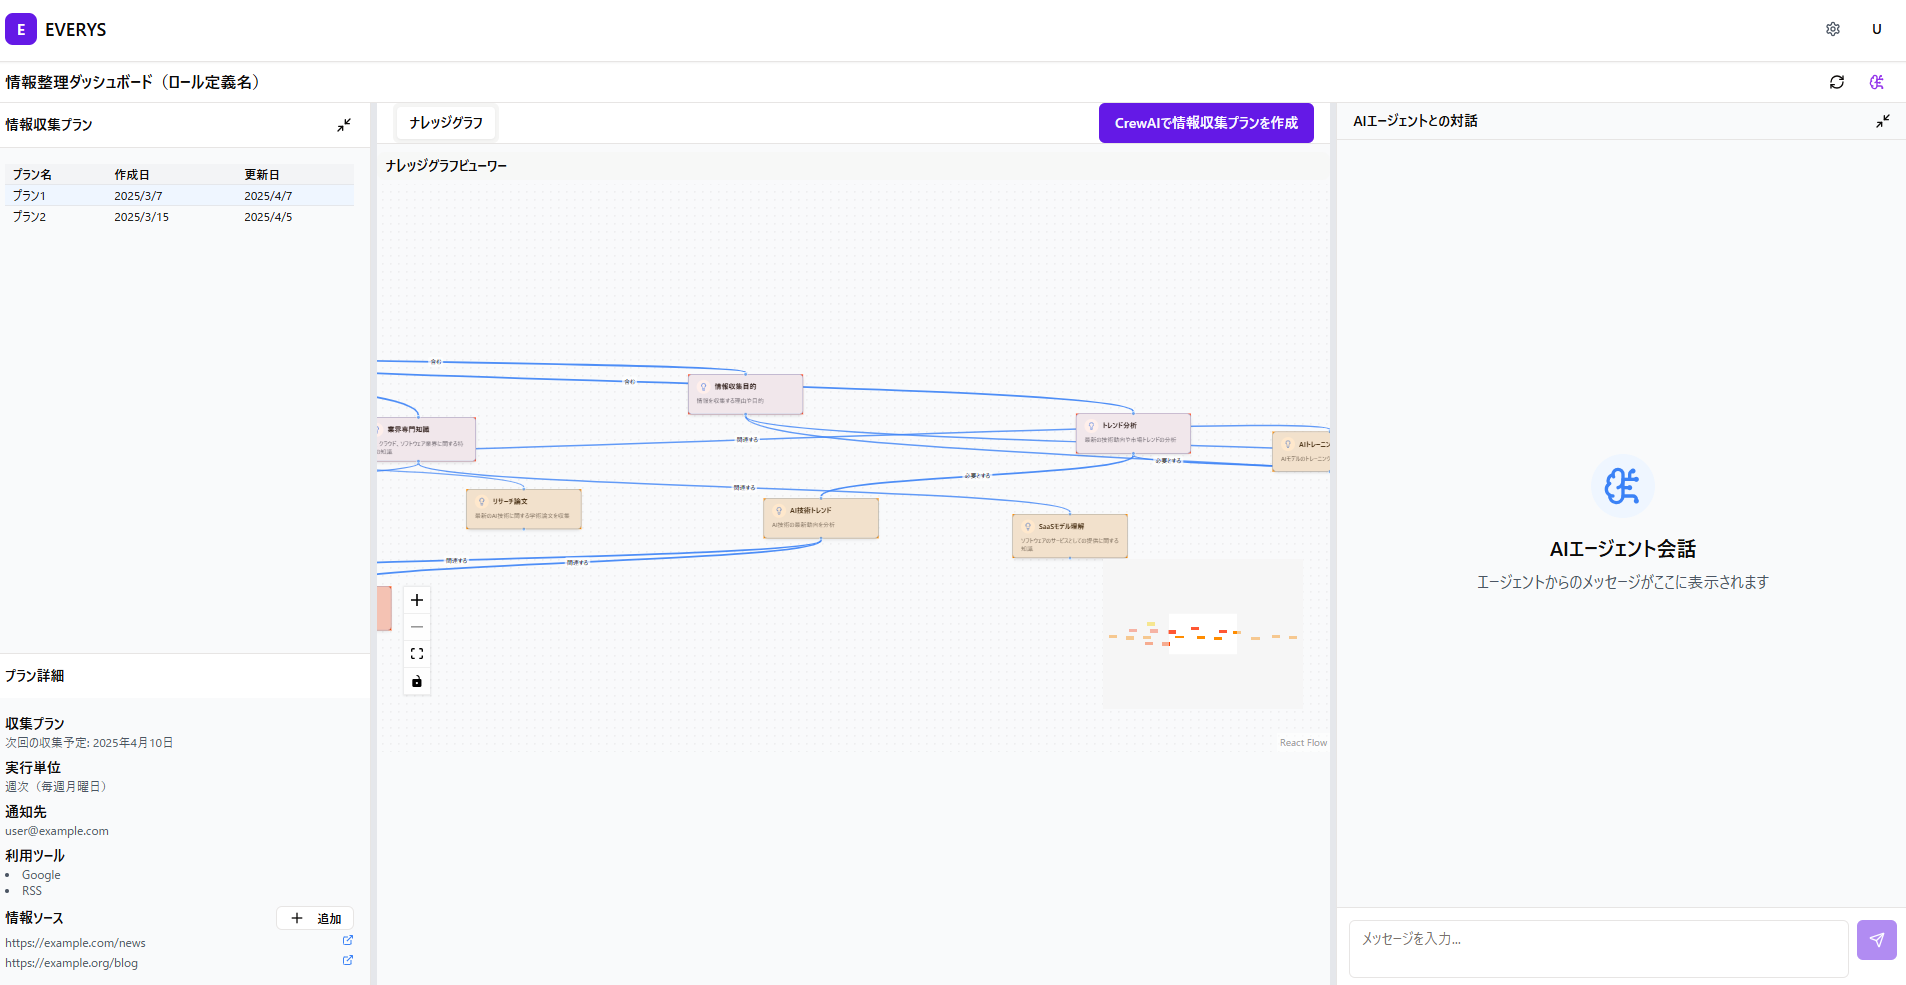 E EVERYS
U
情報整理ダッシュボード（ロール定義名）
情報収集プラン
プラン名 作成日 更新日
プラン1 2025/3/7 2025/4/7
プラン2 2025/3/15 2025/4/5
プラン詳細
収集プラン
次回の収集予定: 2025年4月10日
実行単位
週次（毎週月曜日）
通知先
user@example.com
利用ツール
• Google
• RSS
情報ソース
追加
https://example.com/news
https://example.org/blog
ナレッジグラフ
CrewAIで情報収集プランを作成
ナレッジグラフビューワー
含む
含む
情報収集目的
情報を収集する理由や目的
業界専門知識
クラウド、ソフトウェア業界に関する特
の知識
関連する
トレンド分析
最新の技術動向や市場トレンドの分析
AIトレーニン
AIモデルのトレーニング
必要とする
必要とする
関連する
リサーチ論文
最新のAI技術に関する学術論文を収集
AI技術トレンド
AI技術の最新動向を分析
SaaSモデル理解
ソフトウェアのサービスとしての提供に関する
知識
関連する
関連する
React Flow
AIエージェントとの対話
AIエージェント会話
エージェントからのメッセージがここに表示されます
メッセージを入力...